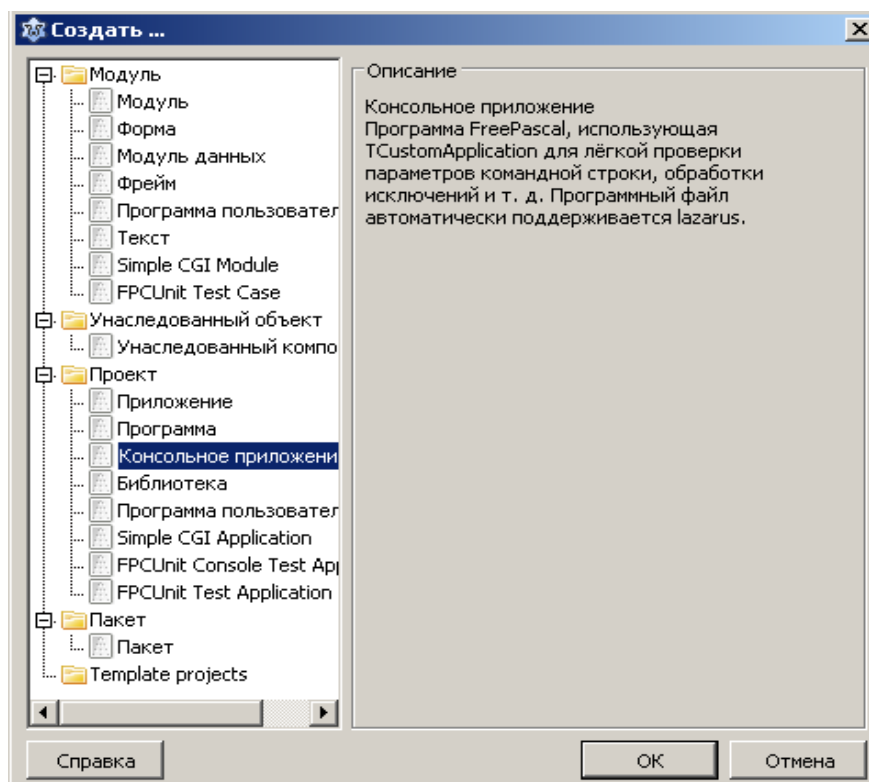 Создать ...
Модуль
Модуль
Форма
Модуль данных
Фрейм
Программа пользовател
Текст
Simple CGI Module
FPCUnit Test Case
Унаследованный объект
Унаследованный компо
Проект
Приложение
Программа
Консольное приложени
Библиотека
Программа пользовател
Simple CGI Application
FPCUnit Console Test Ap
FPCUnit Test Application
Пакет
Пакет
Template projects
Описание
Консольное приложение
Программа FreePascal, использующая
TCustomApplication для лёгкой проверки
параметров командной строки, обработки
исключений и т. д. Программный файл
автоматически поддерживается lazarus.
Справка
ОК
Отмена